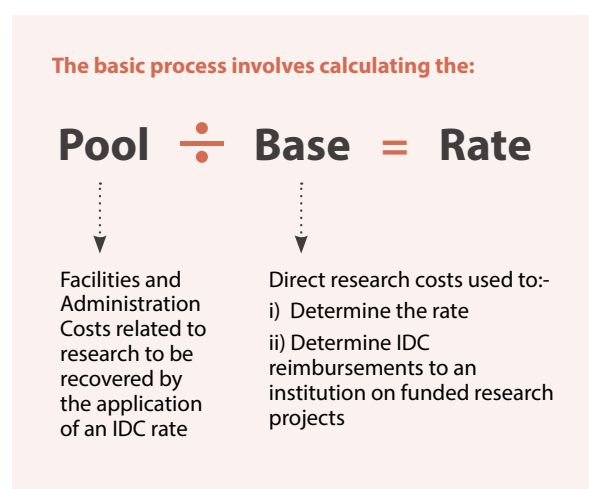 The basic process involves calculating the:
Pool ÷ Base = Rate
Facilities and
Administration
Costs related to
research to be
recovered by
the application
of an IDC rate
Direct research costs used to:-
i) Determine the rate
ii) Determine IDC
reimbursements to an
institution on funded research
projects